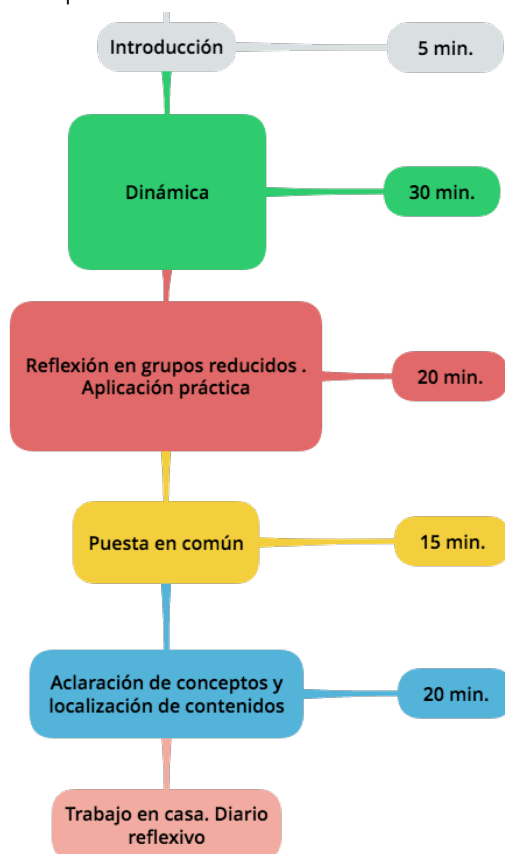 Introducción
5 min.
Dinámica
30 min.
Reflexión en grupos reducidos .
Aplicación práctica
20 min.
Puesta en común
15 min.
Aclaración de conceptos y
localización de contenidos
20 min.
Trabajo en casa. Diario
reflexivo